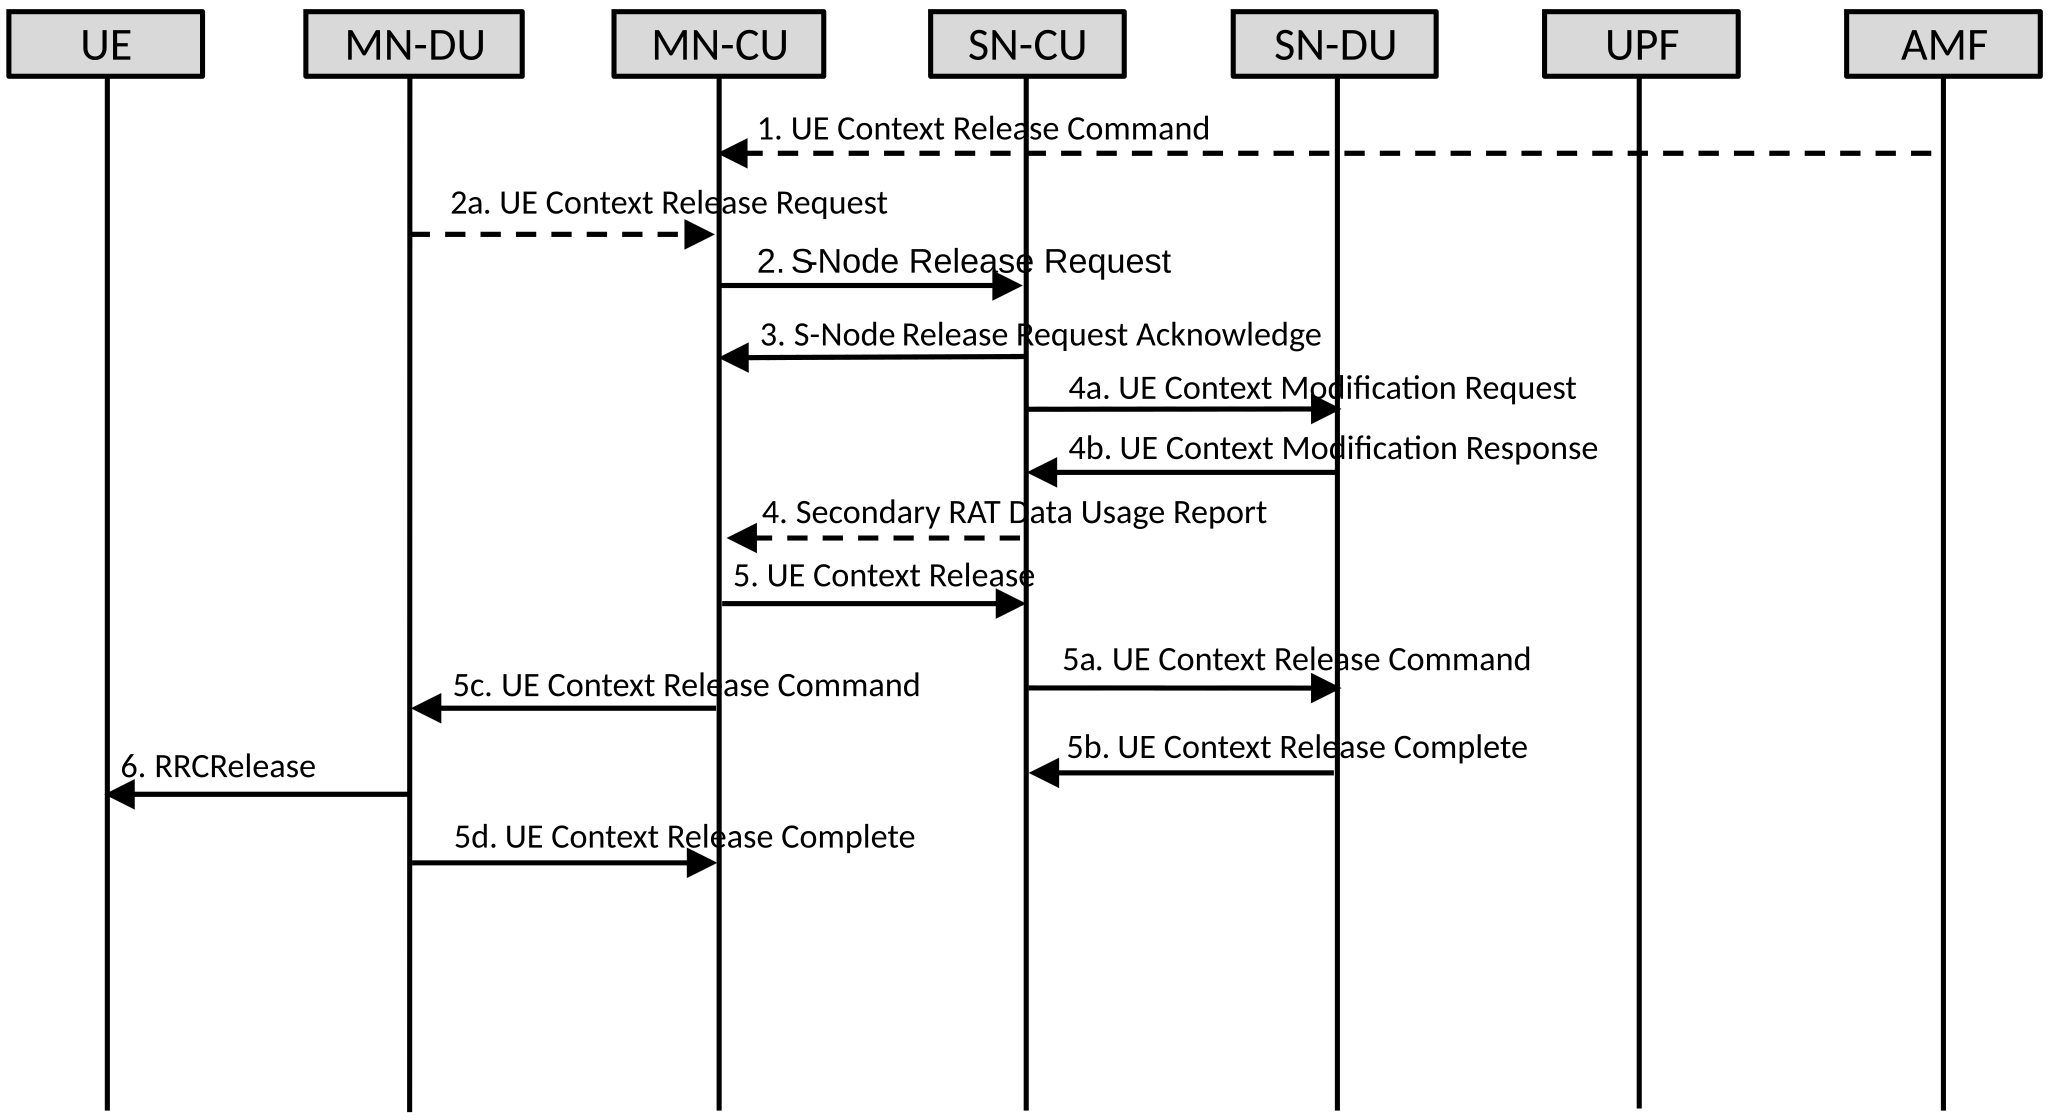 UE
MN-DU
MN-CU
SN-CU
SN-DU
UPF
AMF
1. UE Context Release Command
2a. UE Context Release Request
2. S-Node Release Request
3. S-Node Release Request Acknowledge
4a. UE Context Modification Request
4b. UE Context Modification Response
4. Secondary RAT Data Usage Report
5. UE Context Release
5a. UE Context Release Command
5c. UE Context Release Command
5b. UE Context Release Complete
6. RRCRelease
5d. UE Context Release Complete